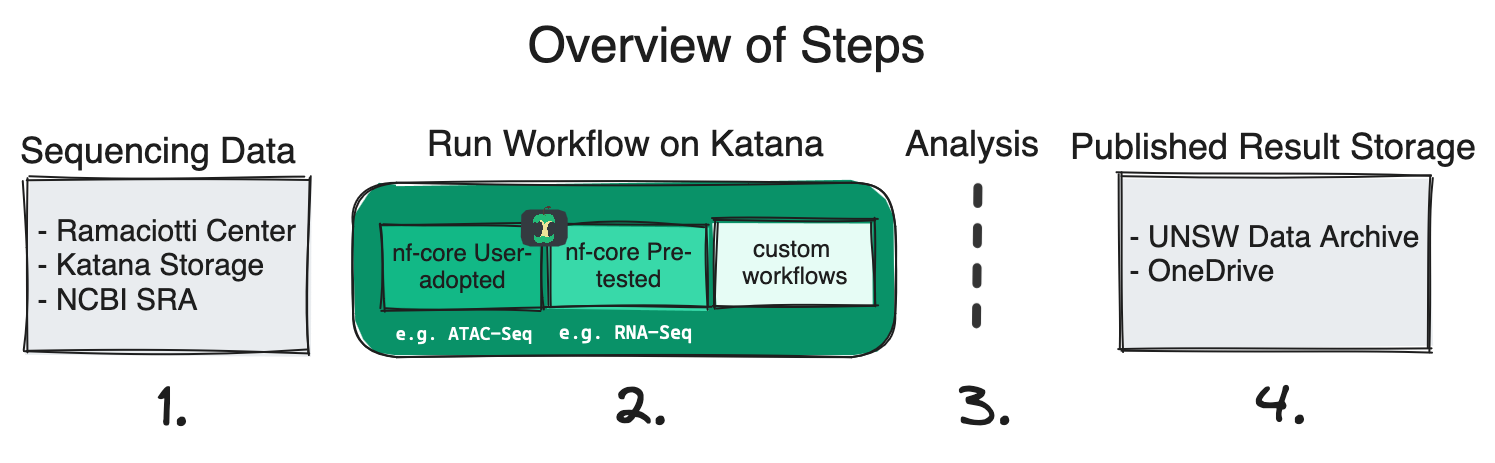 Overview of Steps
Sequencing Data
- Ramaciotti Center
- Katana Storage
- NCBI SRA
1.
Run Workflow on Katana
nf-core User-
adopted
e.g. ATAC-Seq
nf-core Pre-
tested
e.g. RNA-Seq
custom
workflows
2.
Analysis
3.
Published Result Storage
- UNSW Data Archive
- OneDrive
4.